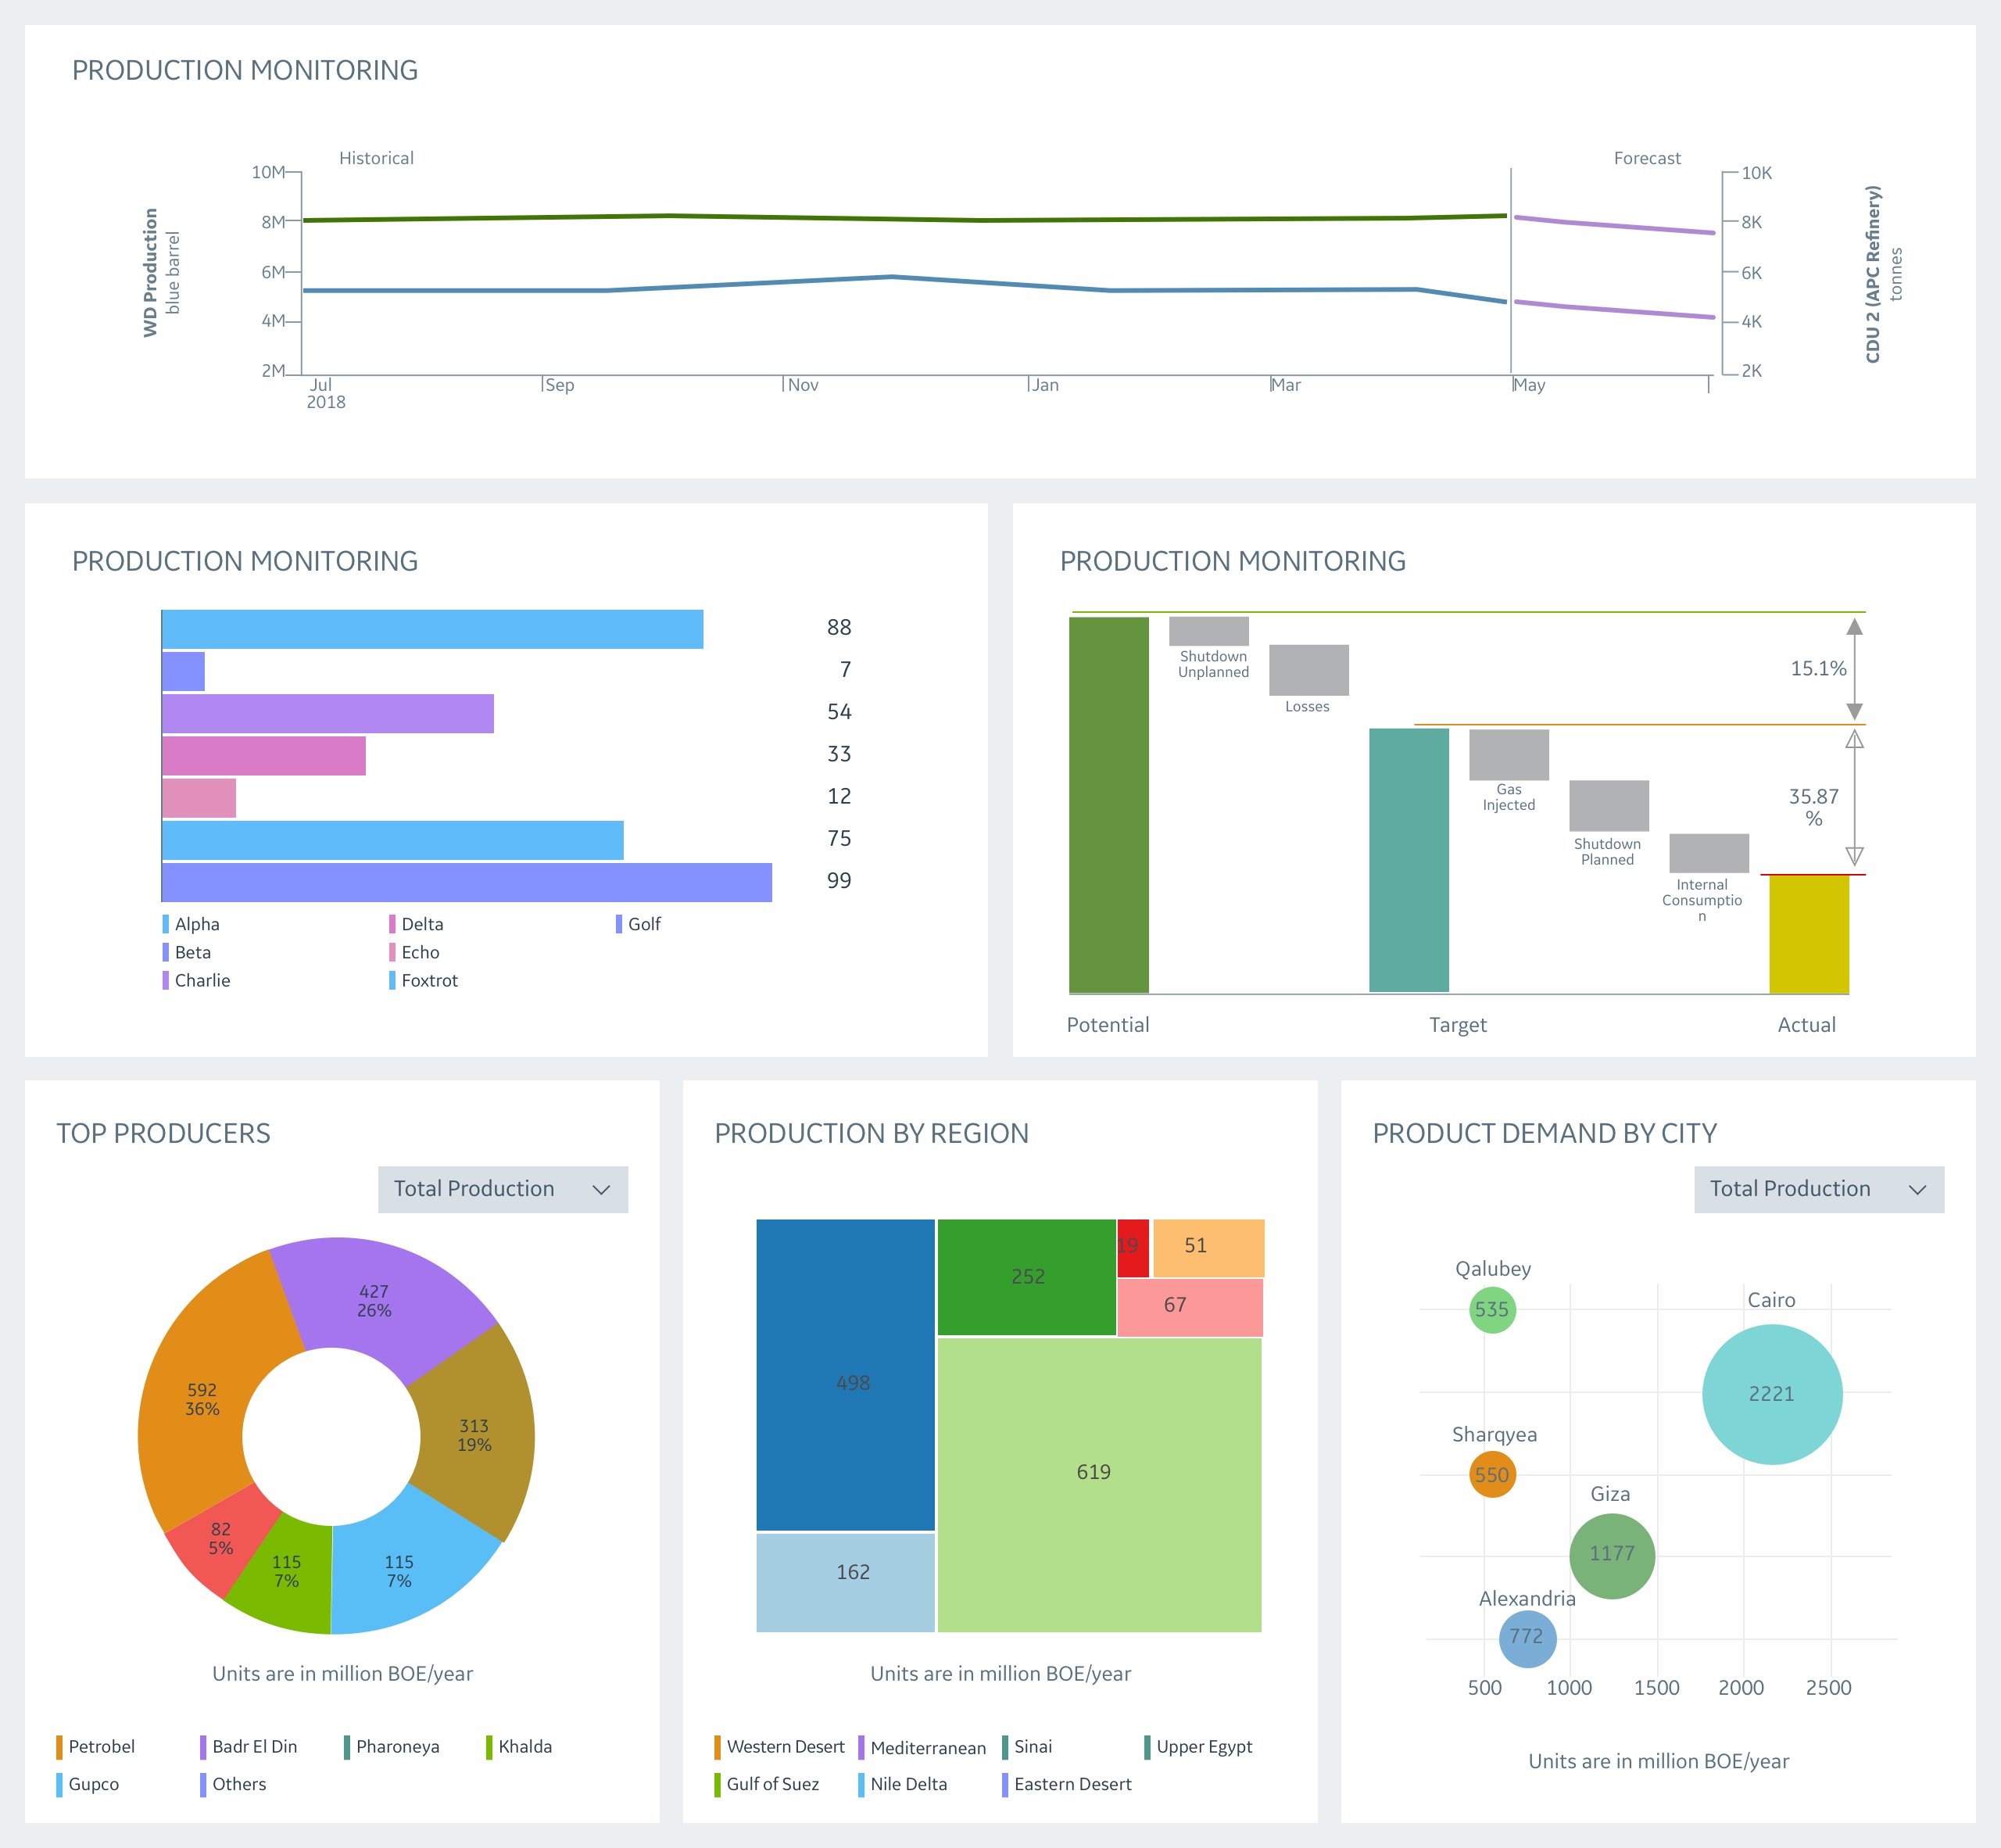 PRODUCTION MONITORING
Historical
Forecast
10M
8M
6M
4M
2M
WD Production
blue barrel
10K
8K
6K
4K
2K
CDU 2 (APC Refinery)
tonnes
Jul
2018
Sep
Nov
Jan
Mar
May
PRODUCTION MONITORING
88
7
54
33
12
75
99
Alpha
Beta
Charlie
Delta
Echo
Foxtrot
Golf
PRODUCTION MONITORING
Shutdown
Unplanned
Losses
15.1%
Gas
Injected
Shutdown
Planned
Internal
Consumptio
n
35.87
%
Potential
Target
Actual
TOP PRODUCERS
Total Production
427
26%
592
36%
313
19%
82
5%
115
7%
115
7%
Units are in million BOE/year
Petrobel
Badr El Din
Pharoneya
Khalda
Gupco
Others
PRODUCTION BY REGION
498
252
19
51
67
619
162
Units are in million BOE/year
Western Desert
Mediterranean
Sinai
Upper Egypt
Gulf of Suez
Nile Delta
Eastern Desert
PRODUCT DEMAND BY CITY
Total Production
Qalubey
535
Cairo
2221
Sharqyea
550
Giza
1177
Alexandria
772
500
1000
1500
2000
2500
Units are in million BOE/year